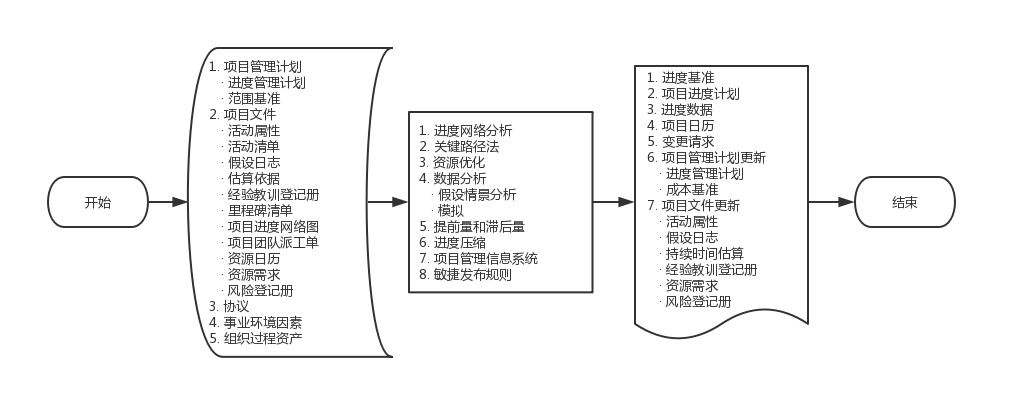 开始
1. 项目管理计划
· 进度管理计划
· 范围基准
2. 项目文件
· 活动属性
· 活动清单
· 假设日志
· 估算依据
· 经验教训登记册
· 里程碑清单
· 项目进度网络图
· 项目团队派工单
· 资源日历
· 资源需求
· 风险登记册
3. 协议
4. 事业环境因素
5. 组织过程资产
1. 进度网络分析
2. 关键路径法
3. 资源优化
4. 数据分析
· 假设情景分析
· 模拟
5. 提前量和滞后量
6. 进度压缩
7. 项目管理信息系统
8. 敏捷发布规则
1. 进度基准
2. 项目进度计划
3. 进度数据
4. 项目日历
5. 变更请求
6. 项目管理计划更新
· 进度管理计划
· 成本基准
7. 项目文件更新
· 活动属性
· 假设日志
· 持续时间估算
· 经验教训登记册
· 资源需求
· 风险登记册
结束